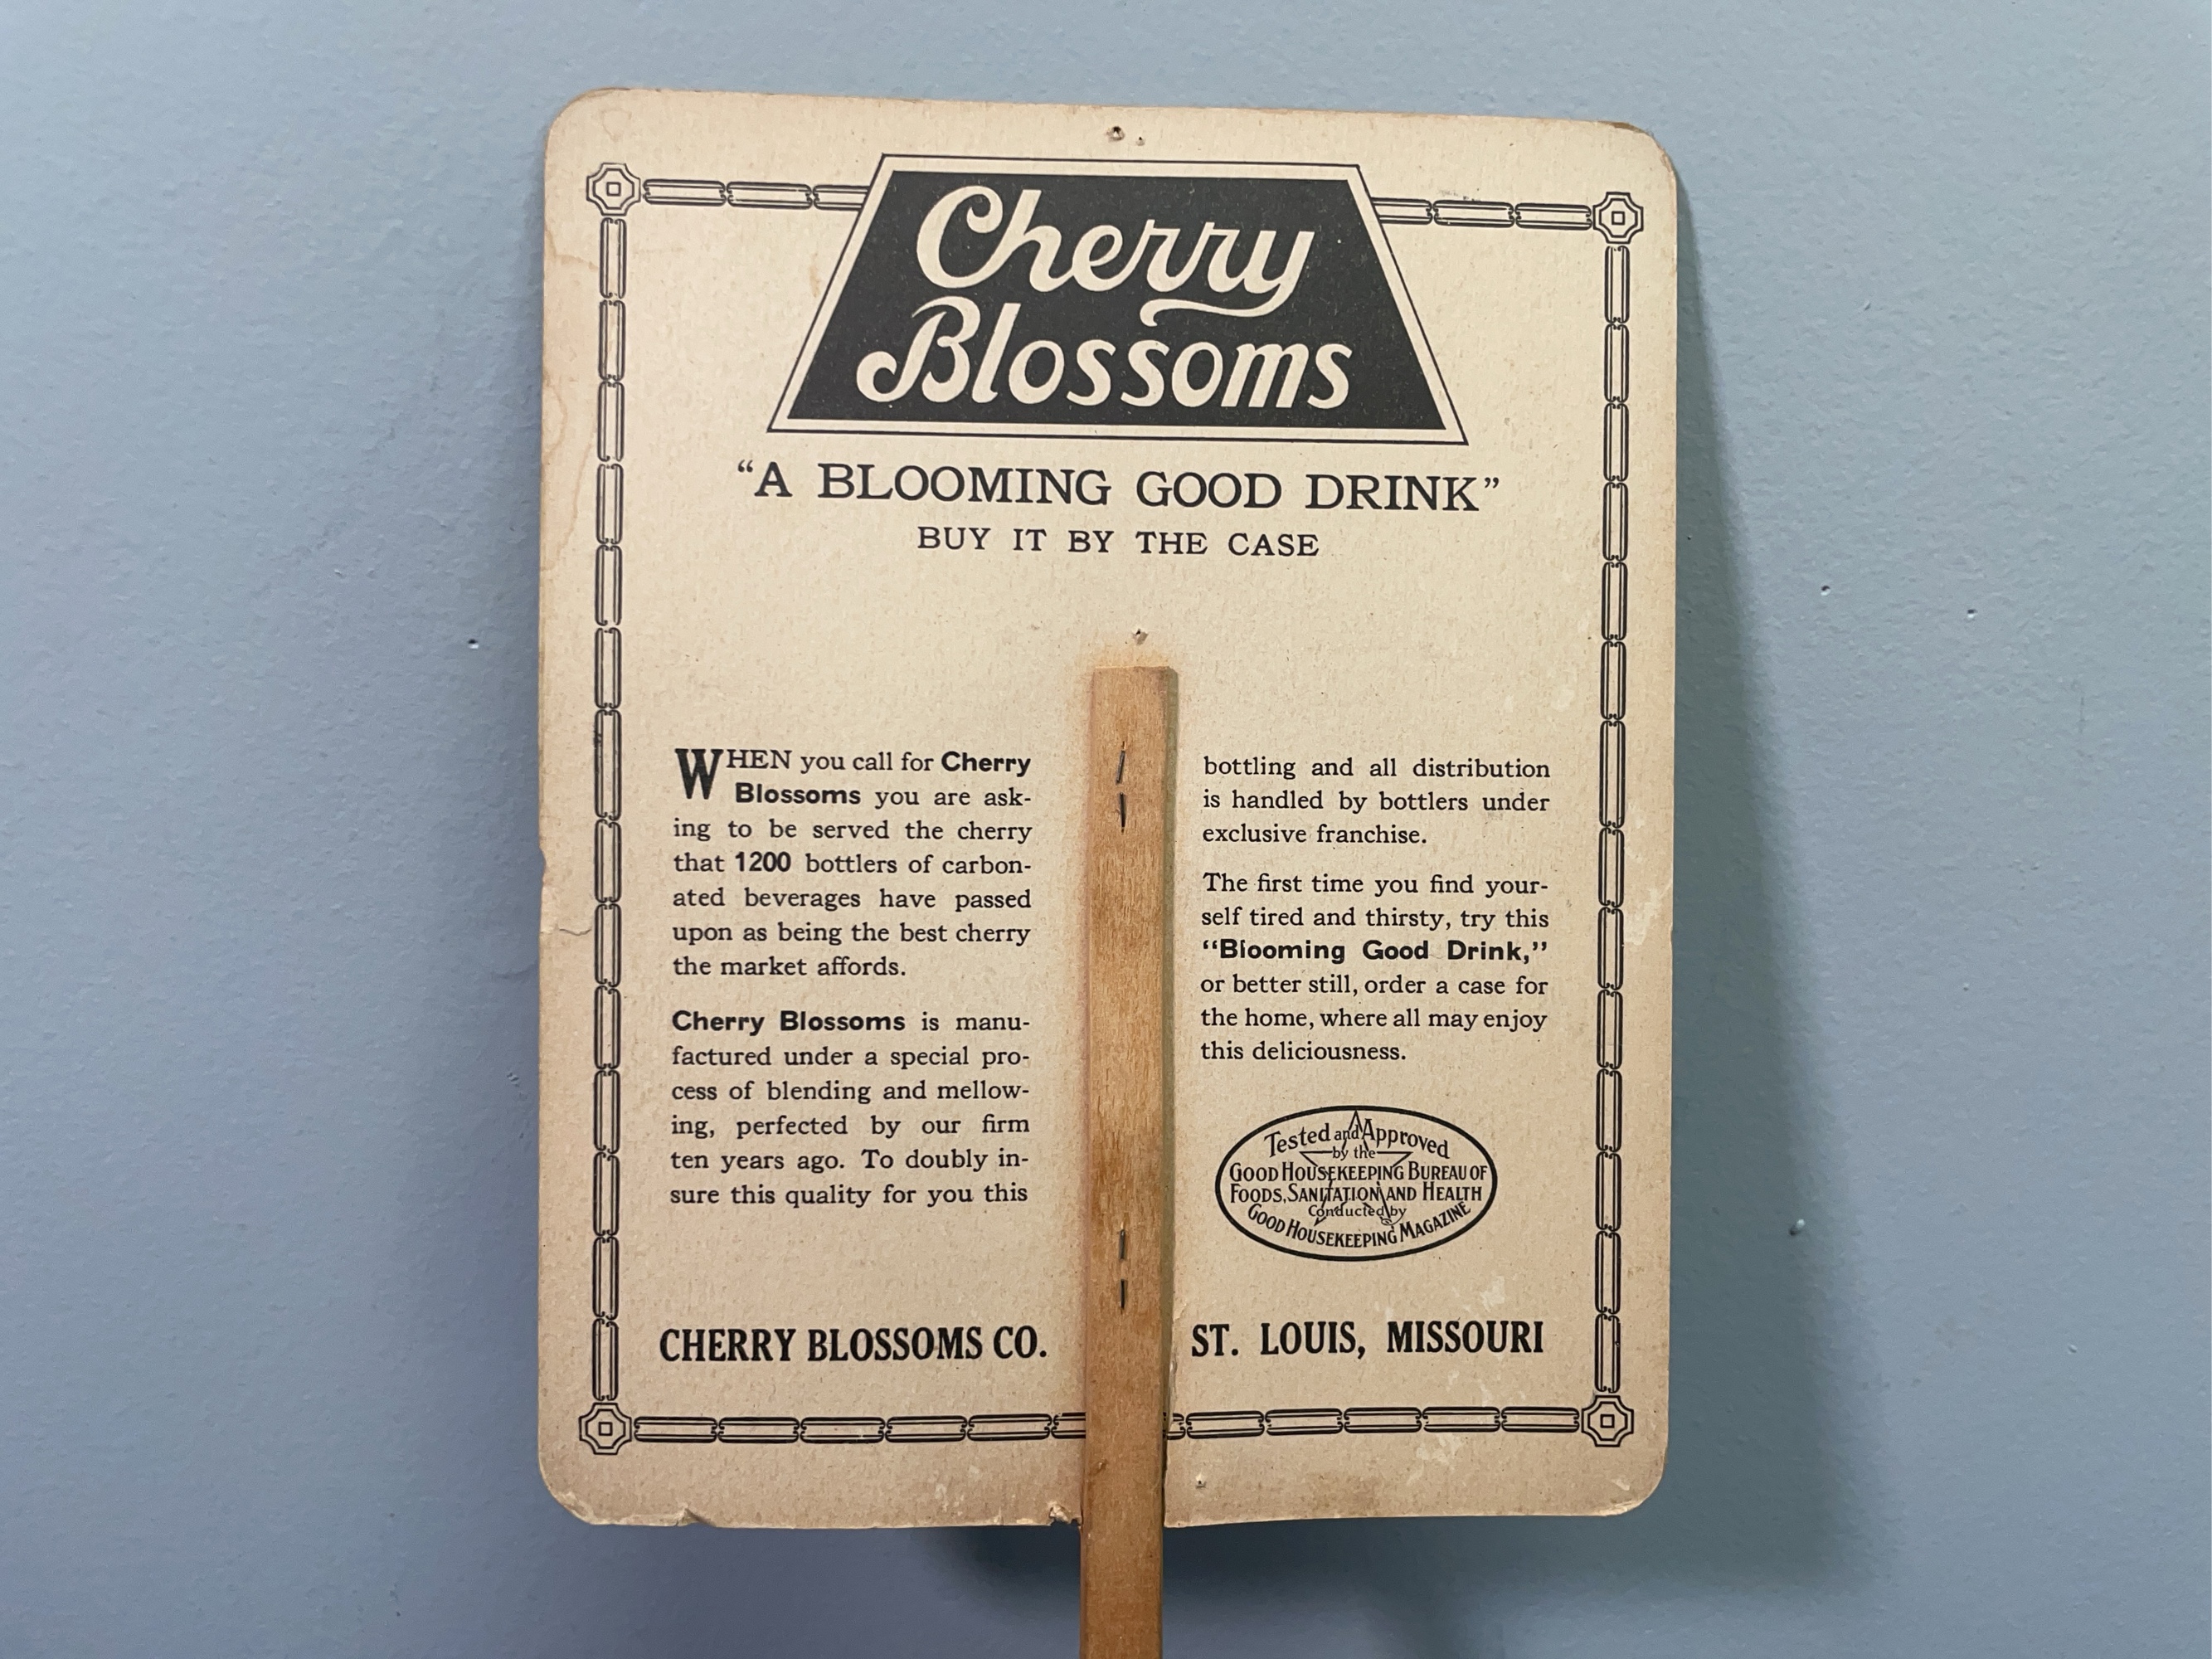 Cherry
Blossoms
“A BLOOMING GOOD DRINK”
BUY IT BY THE CASE
WHEN you call for Cherry
Blossoms you are ask-
ing to be served the cherry
that 1200 bottlers of carbon-
ated beverages have passed
upon as being the best cherry
the market affords.
Cherry Blossoms is manu-
factured under a special pro-
cess of blending and mellow-
ing, perfected by our firm
ten years ago. To doubly in-
sure this quality for you this
bottling and all distribution
is handled by bottlers under
exclusive franchise.
The first time you find your-
self tired and thirsty, try this
“Blooming Good Drink,”
or better still, order a case for
the home, where all may enjoy
this deliciousness.
Tested and Approved
by the
GOOD HOUSEKEEPING BUREAU OF
FOODS, SANITATION AND HEALTH
Conducted by
GOOD HOUSEKEEPING MAGAZINE
CHERRY BLOSSOMS CO.
ST. LOUIS, MISSOURI